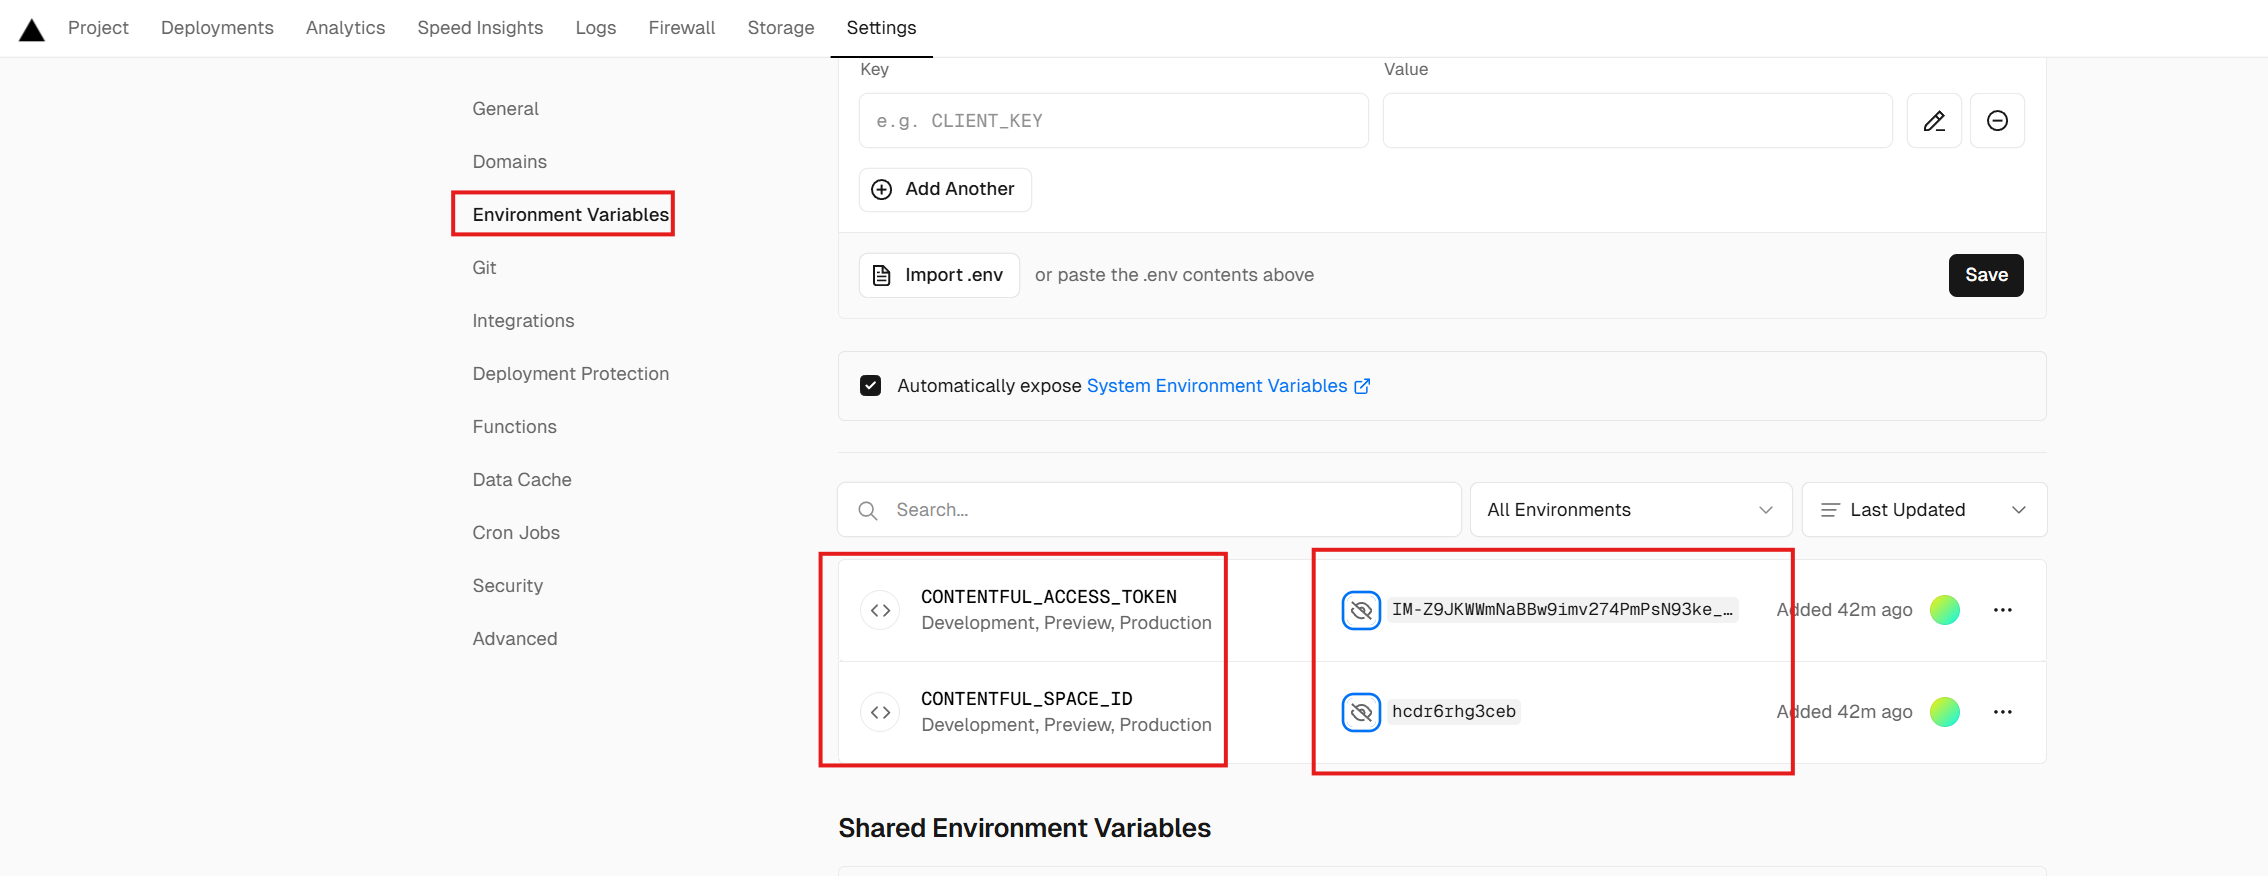 Project Deployments Analytics Speed Insights Logs Firewall Storage Settings
General
Domains
Environment Variables
Git
Integrations
Deployment Protection
Functions
Data Cache
Cron Jobs
Security
Advanced
Key Value
e.g. CLIENT_KEY
Add Another
Import .env or paste the .env contents above Save
Automatically expose System Environment Variables
Search... All Environments Last Updated
CONTENTFUL_ACCESS_TOKEN
Development, Preview, Production
IM-Z9JKWWmNaBBw9imv274PmPsN93ke_… Added 42m ago
CONTENTFUL_SPACE_ID
Development, Preview, Production
hcdr6rhg3ceb Added 42m ago
Shared Environment Variables